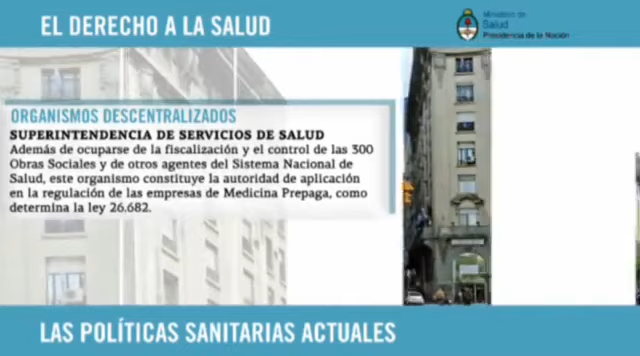 EL DERECHO A LA SALUD
Ministerio de
Salud
Presidencia de la Nación
ORGANISMOS DESCENTRALIZADOS
SUPERINTENDENCIA DE SERVICIOS DE SALUD
Además de ocuparse de la fiscalización y el control de las 300
Obras Sociales y de otros agentes del Sistema Nacional de
Salud, este organismo constituye la autoridad de aplicación
en la regulación de las empresas de Medicina Prepaga, como
determina la ley 26.682.
LAS POLÍTICAS SANITARIAS ACTUALES